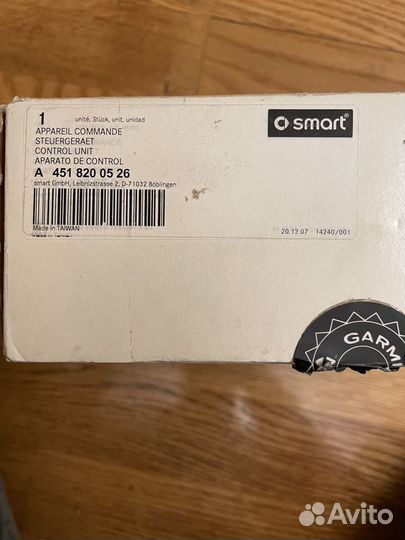 1 unité, Stück, unit, unidad
smart
APPAREIL COMMANDE
STEUERGERAET
CONTROL UNIT
APARATO DE CONTROL
A 451 820 05 26
smart GmbH, Leibnizstrasse 2, D-71032 Böblingen
Made in TAIWAN
20.12.07 14240/001
GARMI
Avito